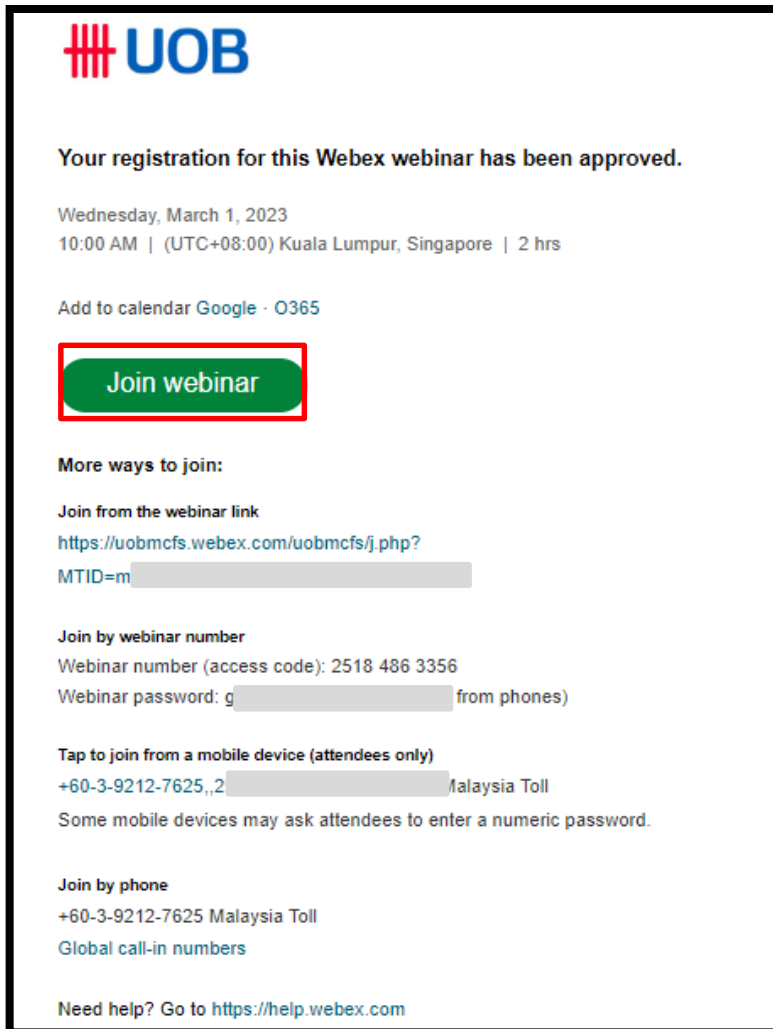 UOB
Your registration for this Webex webinar has been approved.
Wednesday, March 1, 2023
10:00 AM | (UTC+08:00) Kuala Lumpur, Singapore | 2 hrs
Add to calendar Google · O365
Join webinar
More ways to join:
Join from the webinar link
https://uobmcfs.webex.com/uobmcfs/j.php?
MTID=m
Join by webinar number
Webinar number (access code): 2518 486 3356
Webinar password: g from phones)
Tap to join from a mobile device (attendees only)
+60-3-9212-7625,,2 Malaysia Toll
Some mobile devices may ask attendees to enter a numeric password.
Join by phone
+60-3-9212-7625 Malaysia Toll
Global call-in numbers
Need help? Go to https://help.webex.com